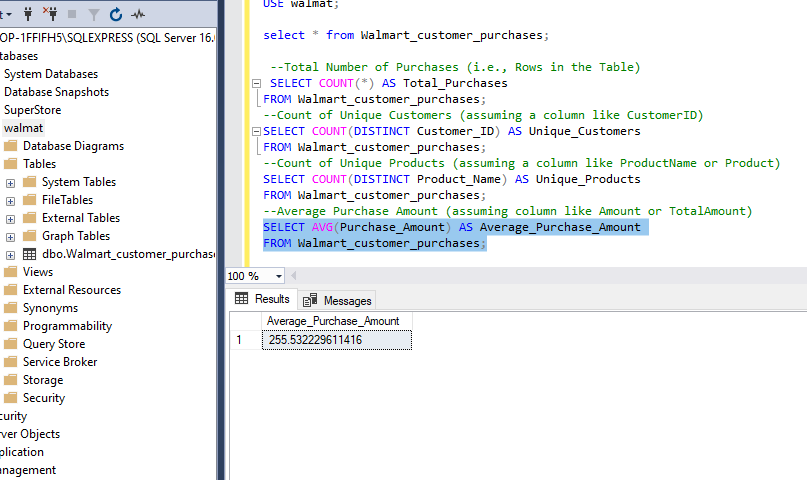 OP-1FFIFH5\SQLEXPRESS (SQL Server 16.
tabases
System Databases
Database Snapshots
SuperStore
walmat
Database Diagrams
Tables
System Tables
FileTables
External Tables
Graph Tables
dbo.Walmart_customer_purchase
Views
External Resources
Synonyms
Programmability
Query Store
Service Broker
Storage
Security
curity
rver Objects
plication
anagement
USE walmat;
select * from Walmart_customer_purchases;
--Total Number of Purchases (i.e., Rows in the Table)
SELECT COUNT(*) AS Total_Purchases
FROM Walmart_customer_purchases;
--Count of Unique Customers (assuming a column like CustomerID)
SELECT COUNT(DISTINCT Customer_ID) AS Unique_Customers
FROM Walmart_customer_purchases;
--Count of Unique Products (assuming a column like ProductName or Product)
SELECT COUNT(DISTINCT Product_Name) AS Unique_Products
FROM Walmart_customer_purchases;
--Average Purchase Amount (assuming column like Amount or TotalAmount)
SELECT AVG(Purchase_Amount) AS Average_Purchase_Amount
FROM Walmart_customer_purchases;
100 %
Results
Messages
Average_Purchase_Amount
1 255.532229611416